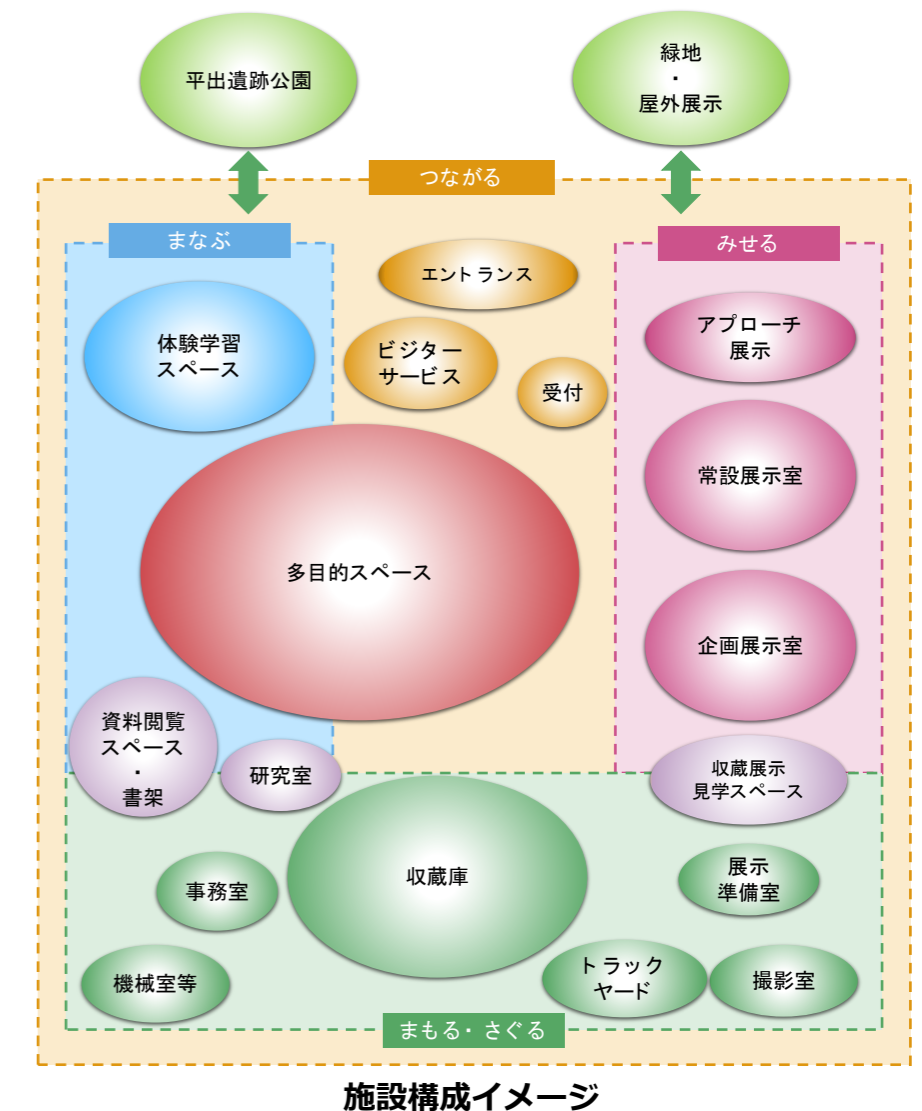 平出遺跡公園
緑地
・
屋外展示
つながる
まなぶ
みせる
エントランス
体験学習
スペース
ビジター
サービス
受付
アプローチ
展示
常設展示室
多目的スペース
企画展示室
資料閲覧
スペース
・
書架
研究室
収蔵展示
見学スペース
事務室
収蔵庫
展示
準備室
機械室等
トラック
ヤード
撮影室
まもる・さぐる
施設構成イメージ